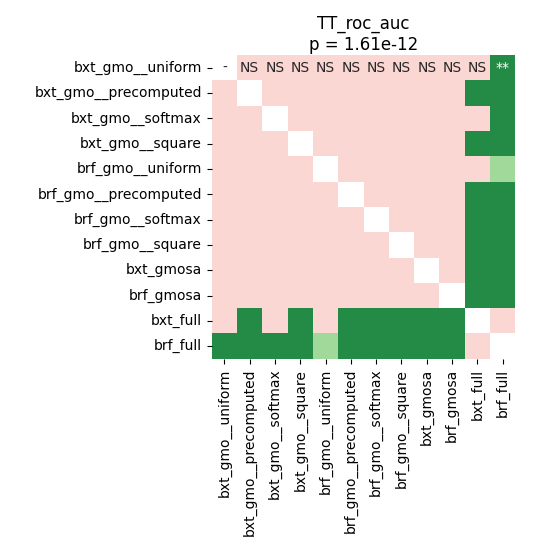 TT_roc_auc
p = 1.61e-12
bxt_gmo__uniform - NS NS NS NS NS NS NS NS NS NS **
bxt_gmo__precomputed
bxt_gmo__softmax
bxt_gmo__square
brf_gmo__uniform
brf_gmo__precomputed
brf_gmo__softmax
brf_gmo__square
bxt_gmosa
brf_gmosa
bxt_full
brf_full
bxt_gmo__uniform
bxt_gmo__precomputed
bxt_gmo__softmax
bxt_gmo__square
brf_gmo__uniform
brf_gmo__precomputed
brf_gmo__softmax
brf_gmo__square
bxt_gmosa
brf_gmosa
bxt_full
brf_full